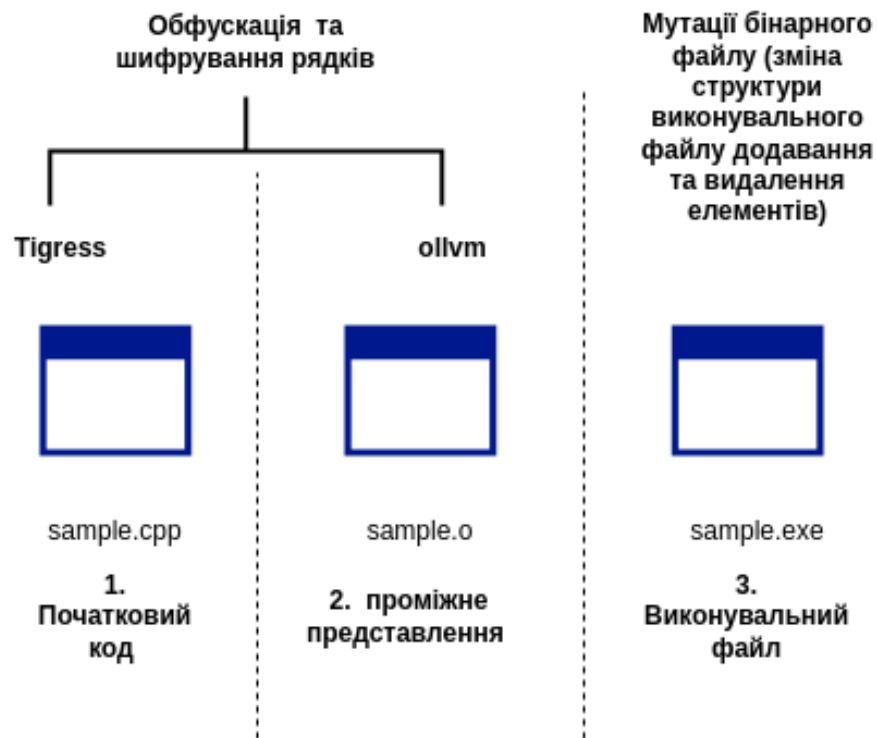 Обфускація та
шифрування рядків
Мутації бінарного
файлу (зміна
структури
виконувального
файлу додавання
та видалення
елементів)
Tigress
ollvm
sample.cpp
sample.o
sample.exe
1.
Початковий
код
2. проміжне
представлення
3.
Виконувальний
файл